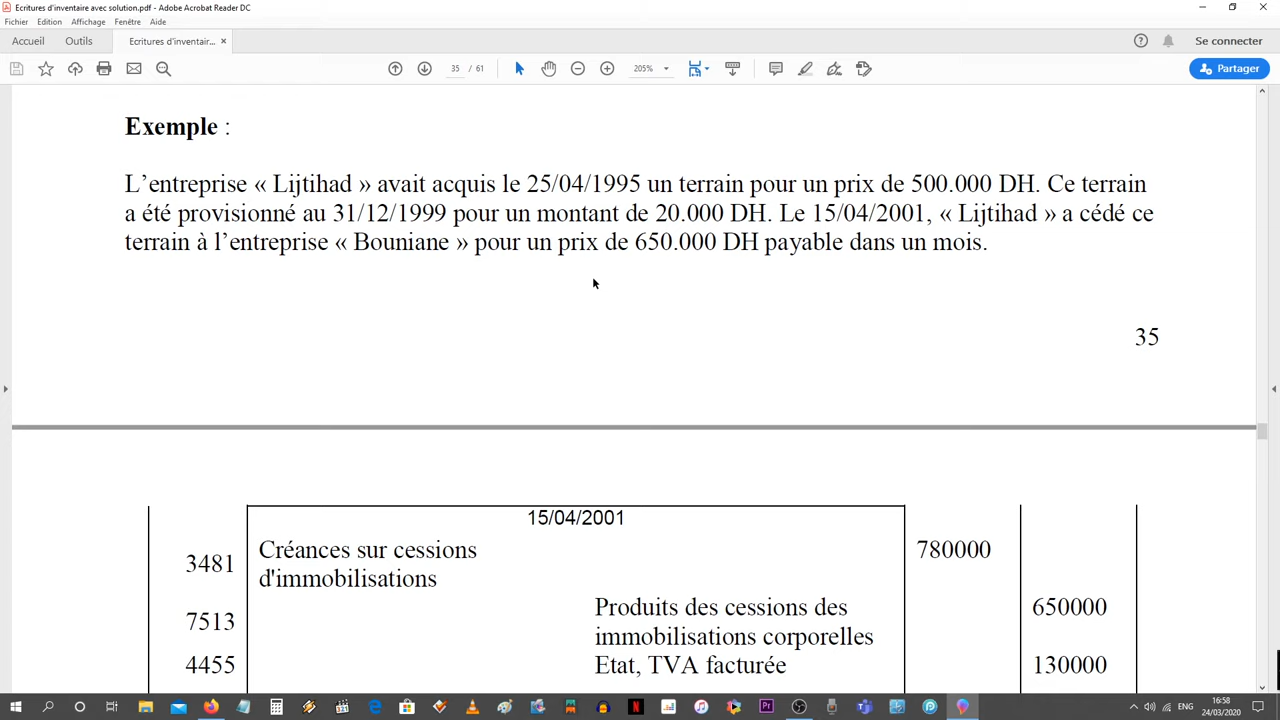 Ecritures d'inventaire avec solution.pdf - Adobe Acrobat Reader DC
Fichier Edition Affichage Fenêtre Aide
Accueil Outils Ecritures d'inventair... × Se connecter
35 / 61 205% Partager
Exemple :
L'entreprise « Lijtihad » avait acquis le 25/04/1995 un terrain pour un prix de 500.000 DH. Ce terrain
a été provisionné au 31/12/1999 pour un montant de 20.000 DH. Le 15/04/2001, « Lijtihad » a cédé ce
terrain à l'entreprise « Bouniane » pour un prix de 650.000 DH payable dans un mois.
35
15/04/2001
3481 Créances sur cessions d'immobilisations 780000
7513 Produits des cessions des immobilisations corporelles 650000
4455 Etat, TVA facturée 130000
ENG 16:58
24/03/2020